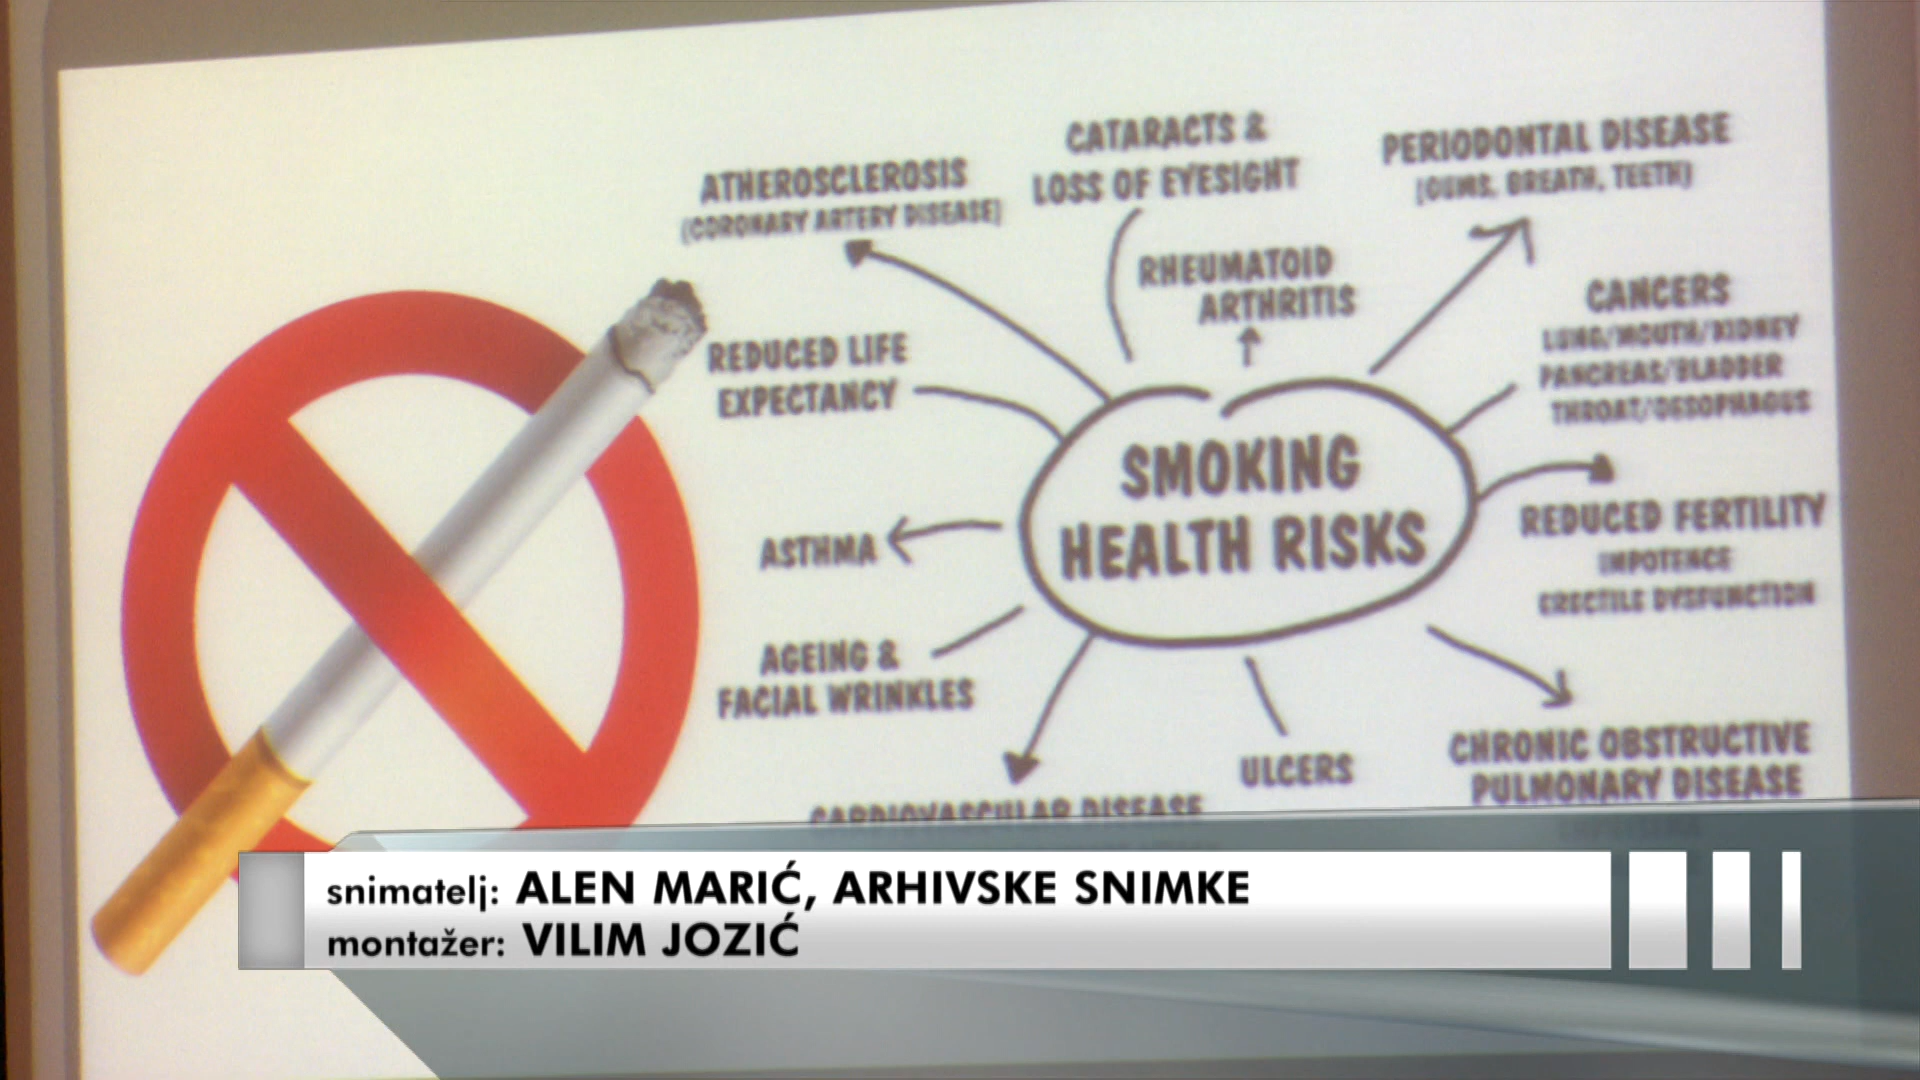 CATARACTS &
LOSS OF EYESIGHT
PERIODONTAL DISEASE
(GUMS, BREATH, TEETH)
ATHEROSCLEROSIS
(CORONARY ARTERY DISEASE)
RHEUMATOID
ARTHRITIS
CANCERS
LUNG/MOUTH/KIDNEY
PANCREAS/BLADDER
THROAT/OESOPHAGUS
REDUCED LIFE
EXPECTANCY
SMOKING
HEALTH RISKS
REDUCED FERTILITY
IMPOTENCE
ERECTILE DYSFUNCTION
ASTHMA
AGEING &
FACIAL WRINKLES
CARDIOVASCULAR DISEASE
ULCERS
CHRONIC OBSTRUCTIVE
PULMONARY DISEASE
snimatelj: ALEN MARIĆ, ARHIVSKE SNIMKE
montažer: VILIM JOZIĆ